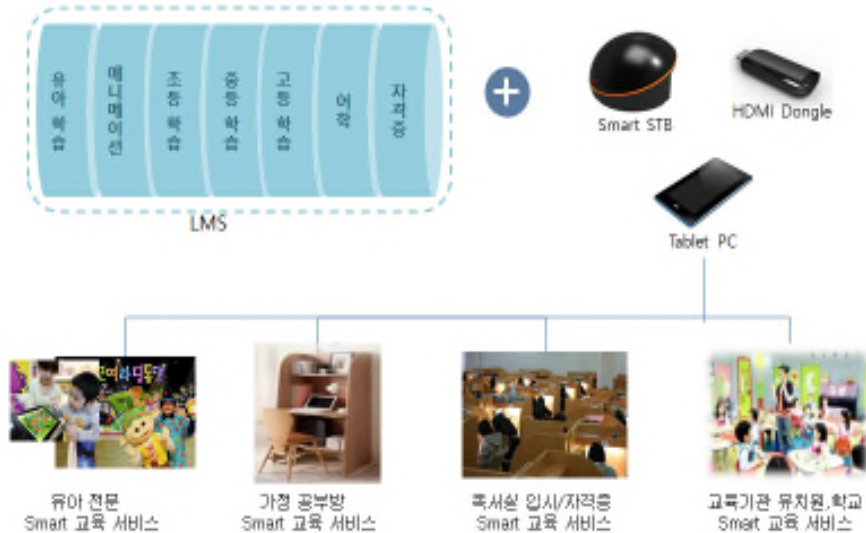 유아 학습
애니메이션
초등 학습
중등 학습
고등 학습
어학
자격증
LMS
Smart STB
HDMI Dongle
Tablet PC
유아 전문
Smart 교육 서비스
가정 공부방
Smart 교육 서비스
독서실 입시/자격증
Smart 교육 서비스
교육기관 유치원,학교
Smart 교육 서비스